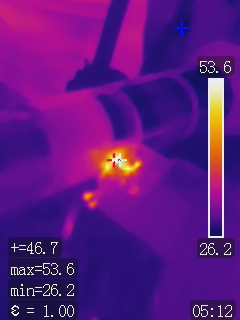 53.6
26.2
+=46.7
max=53.6
min=26.2
ε = 1.00
05:12